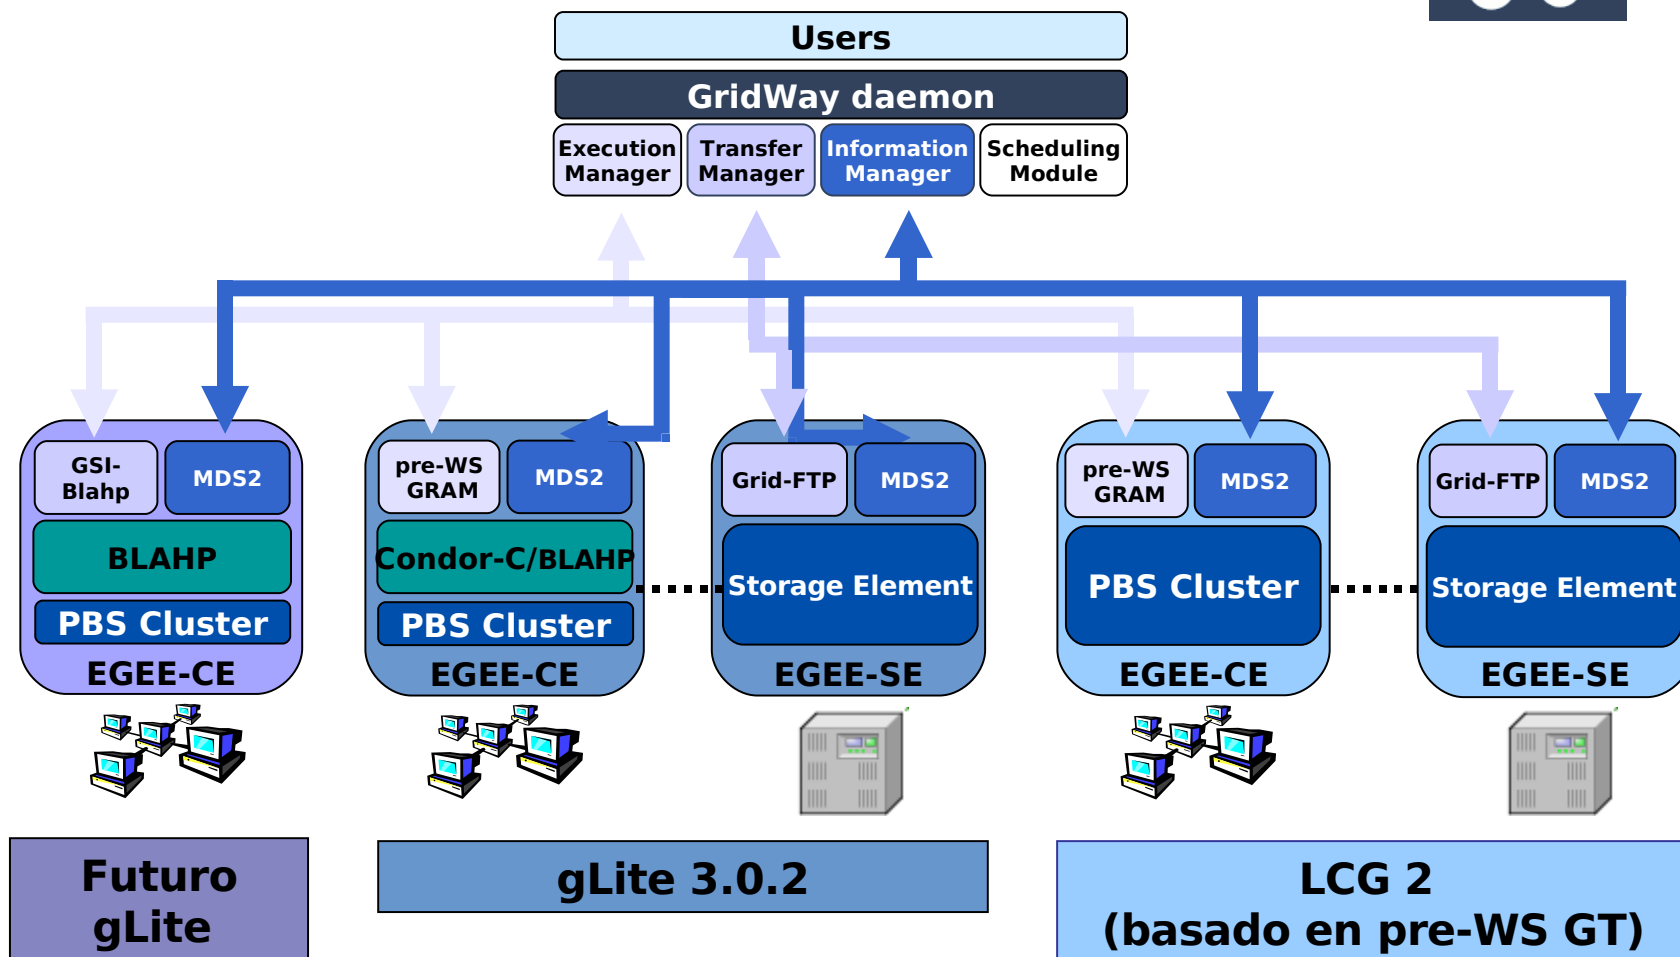 Users
GridWay daemon
Execution
Manager
Transfer
Manager
Information
Manager
Scheduling
Module
GSI-
Blahp
MDS2
BLAHP
PBS Cluster
EGEE-CE
pre-WS
GRAM
MDS2
Condor-C/BLAHP
PBS Cluster
EGEE-CE
Grid-FTP
MDS2
Storage Element
EGEE-SE
pre-WS
GRAM
MDS2
PBS Cluster
EGEE-CE
Grid-FTP
MDS2
Storage Element
EGEE-SE
Futuro
gLite
gLite 3.0.2
LCG 2
(basado en pre-WS GT)